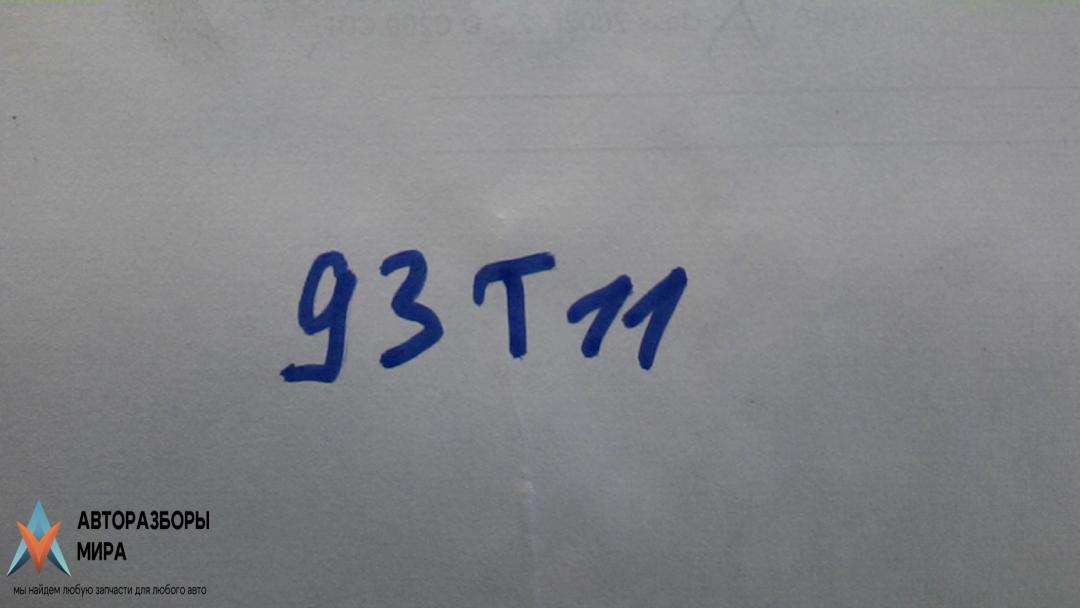 93T11
АВТОРАЗБОРЫ
МИРА
мы найдем любую запчасти для любого авто